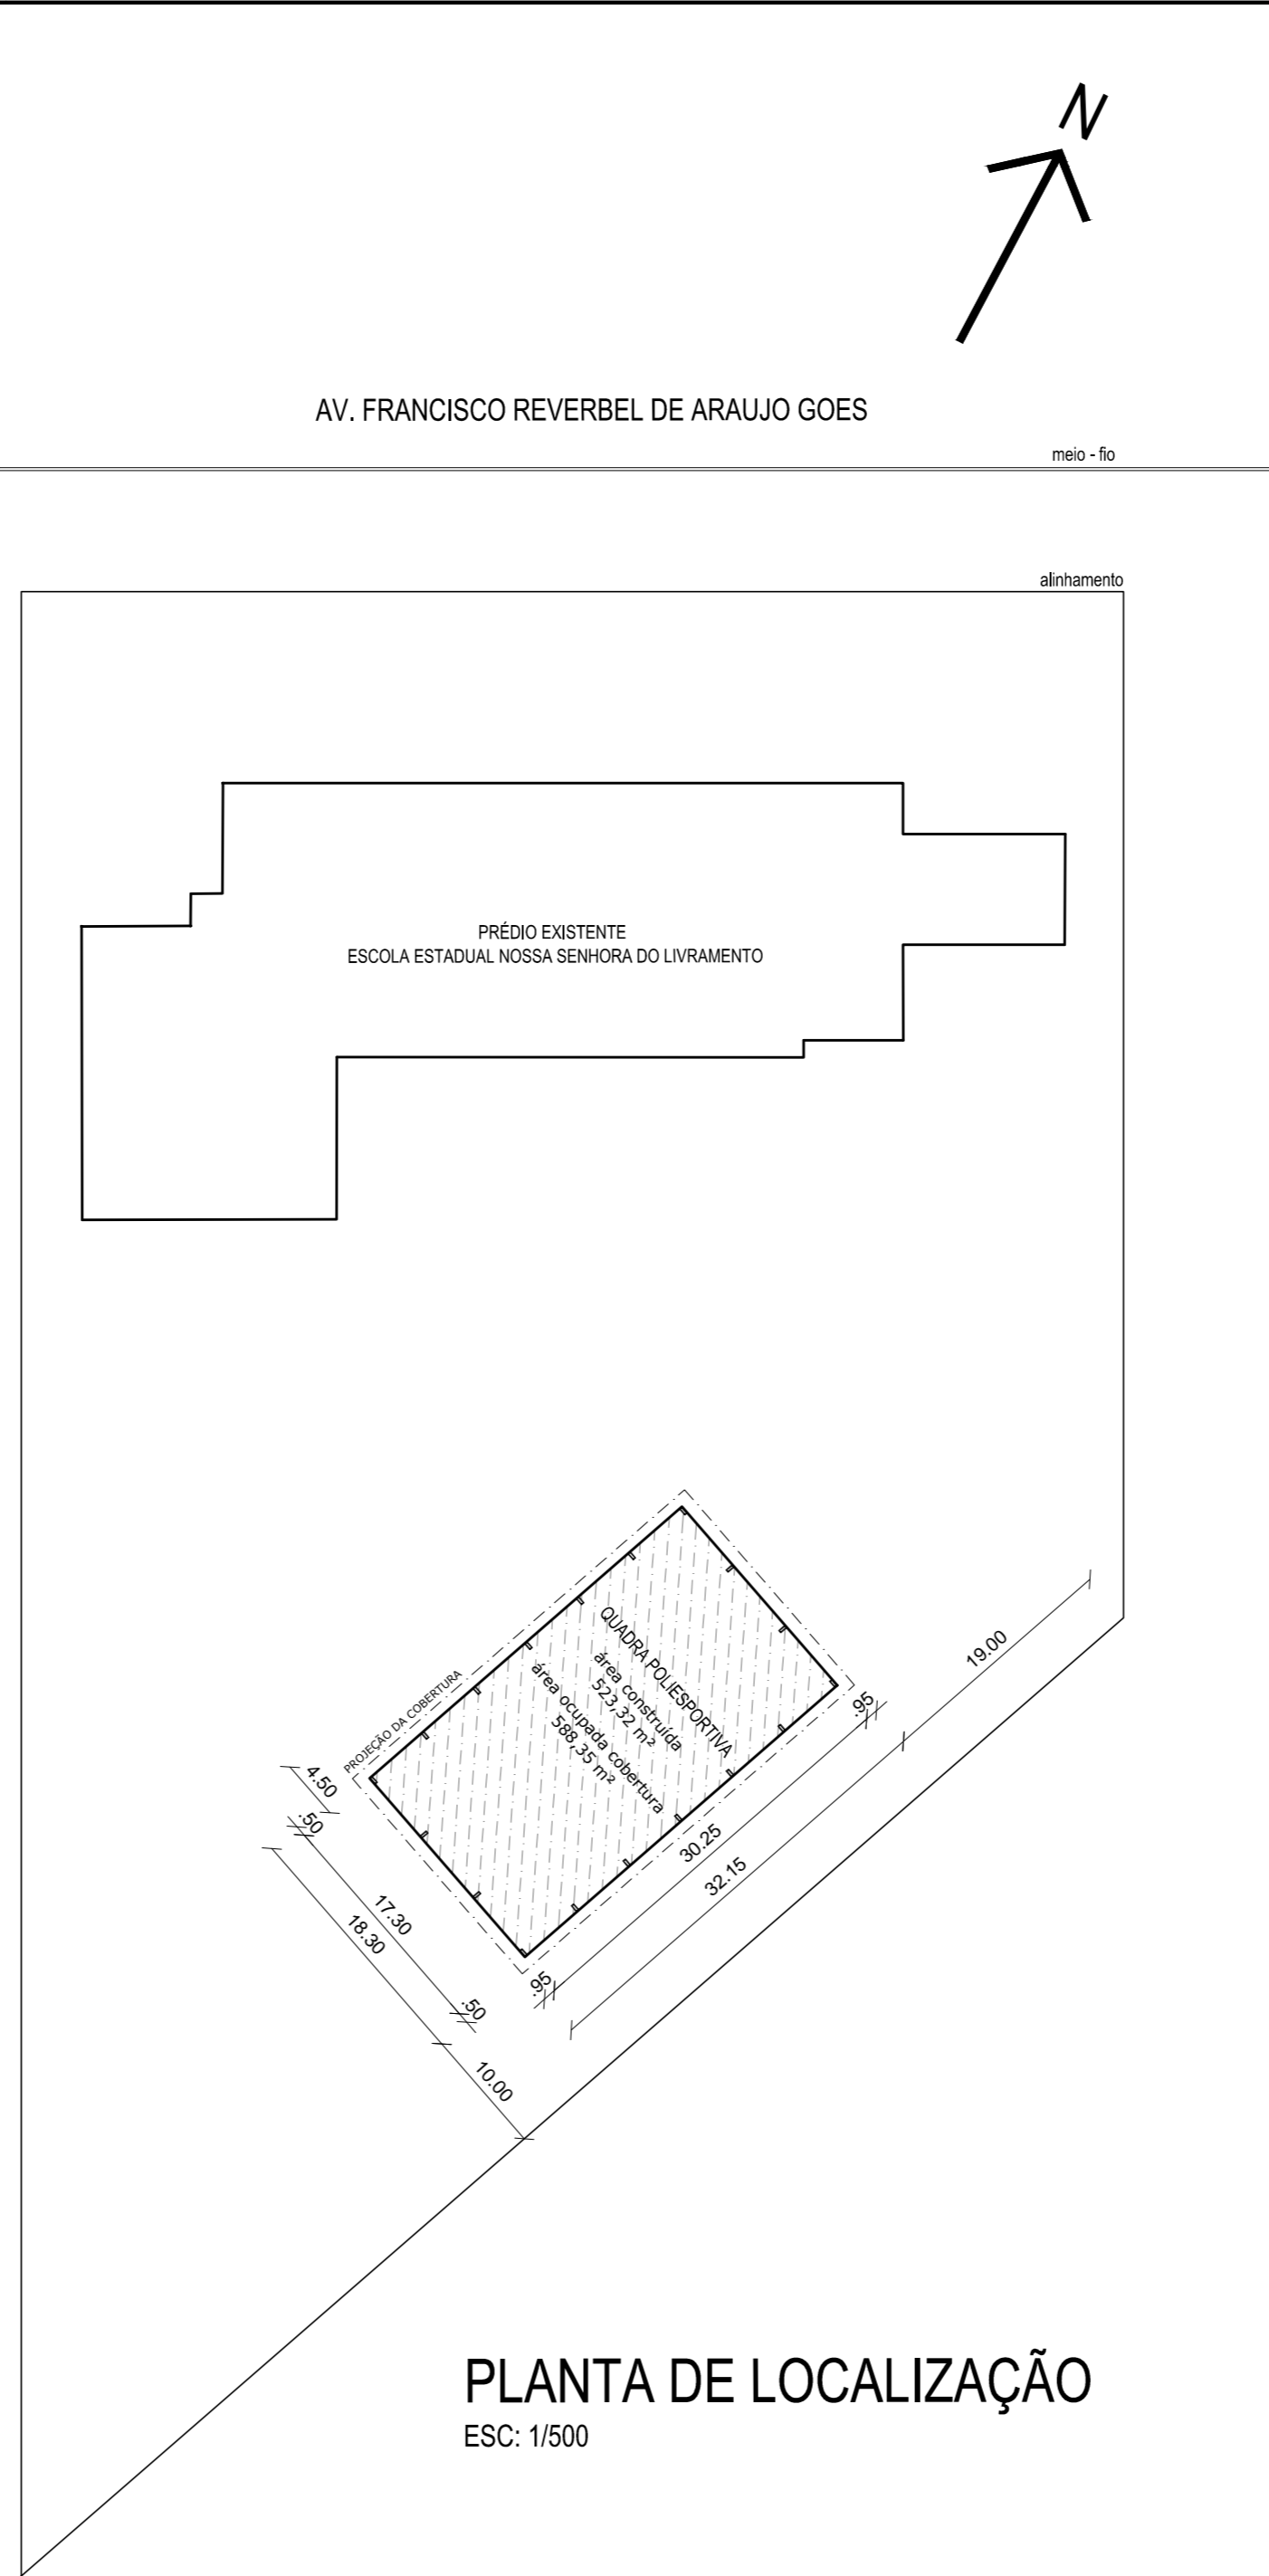 N
AV. FRANCISCO REVERBEL DE ARAUJO GOES
meio - fio
alinhamento
PRÉDIO EXISTENTE
ESCOLA ESTADUAL NOSSA SENHORA DO LIVRAMENTO
QUADRA POLIESPORTIVA
área construída
523,32 m²
área ocupada cobertura
588,35 m²
PROJEÇÃO DA COBERTURA
19.00
.95
30.25
32.15
.95
4.50
.50
17.30
18.30
.50
10.00
PLANTA DE LOCALIZAÇÃO
ESC: 1/500